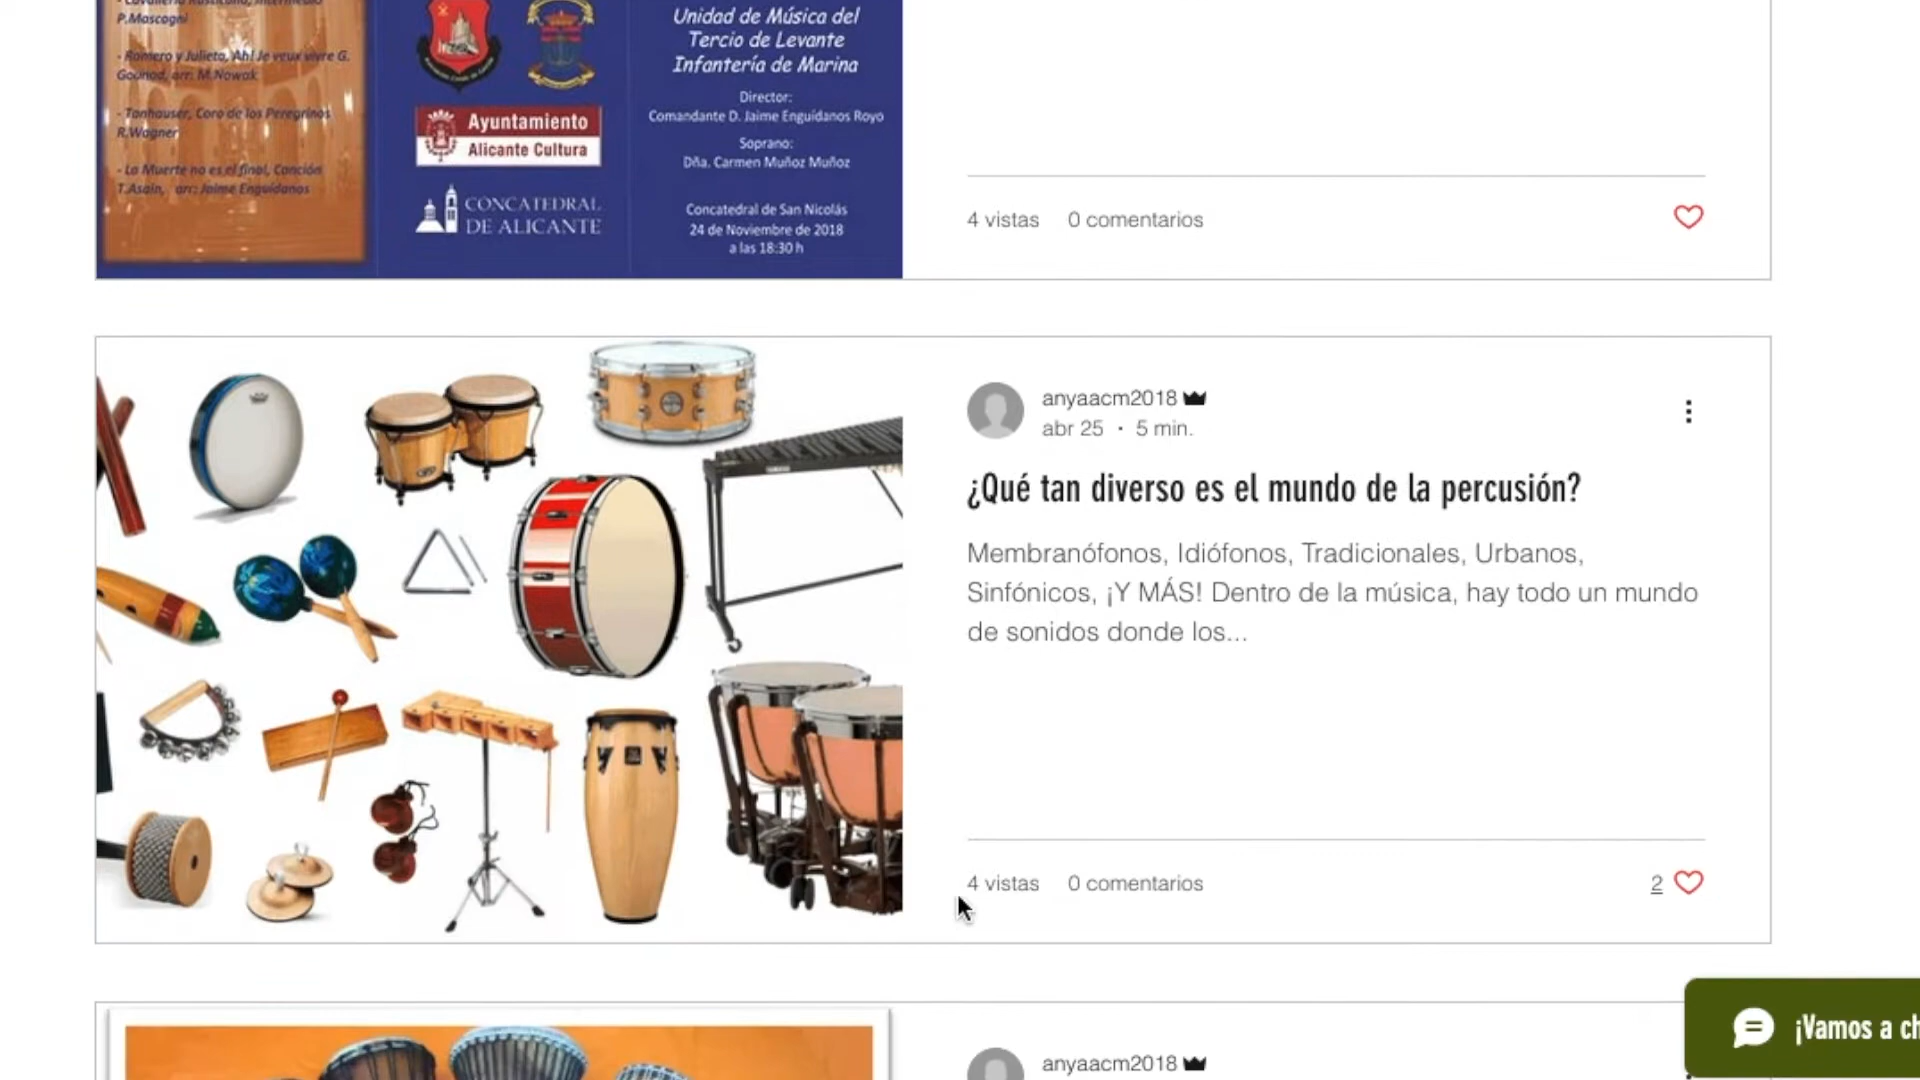 - Cavalleria Rusticana, Intermedio
P.Mascagni
- Romero y Julieta, Ah! Je veux vivre G.
Gounod, arr: M.Nowak
- Tanhauser, Coro de los Peregrinos
R.Wagner
- La Muerte no es el final, Canción
T.Asain, arr: Jaime Enguídanos
Ayuntamiento
Alicante Cultura
CONCATEDRAL
DE ALICANTE
Unidad de Música del
Tercio de Levante
Infantería de Marina
Director:
Comandante D. Jaime Enguídanos Royo
Soprano:
Dña. Carmen Muñoz Muñoz
Concatedral de San Nicolás
24 de Noviembre de 2018
a las 18:30 h
4 vistas 0 comentarios
anyaacm2018
abr 25 · 5 min.
¿Qué tan diverso es el mundo de la percusión?
Membranófonos, Idiófonos, Tradicionales, Urbanos,
Sinfónicos, ¡Y MÁS! Dentro de la música, hay todo un mundo
de sonidos donde los...
4 vistas 0 comentarios 2
anyaacm2018
¡Vamos a ch